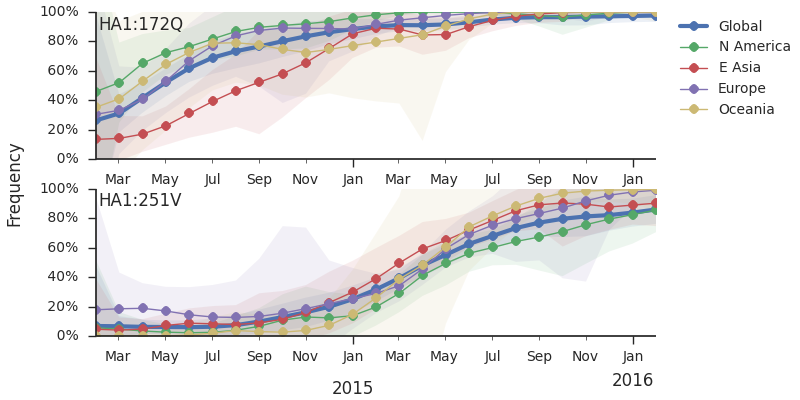 HA1:172Q
100%
80%
60%
40%
20%
0%
Mar May Jul Sep Nov Jan Mar May Jul Sep Nov Jan
Global
N America
E Asia
Europe
Oceania
Frequency
HA1:251V
100%
80%
60%
40%
20%
0%
Mar May Jul Sep Nov Jan Mar May Jul Sep Nov Jan
2015 2016